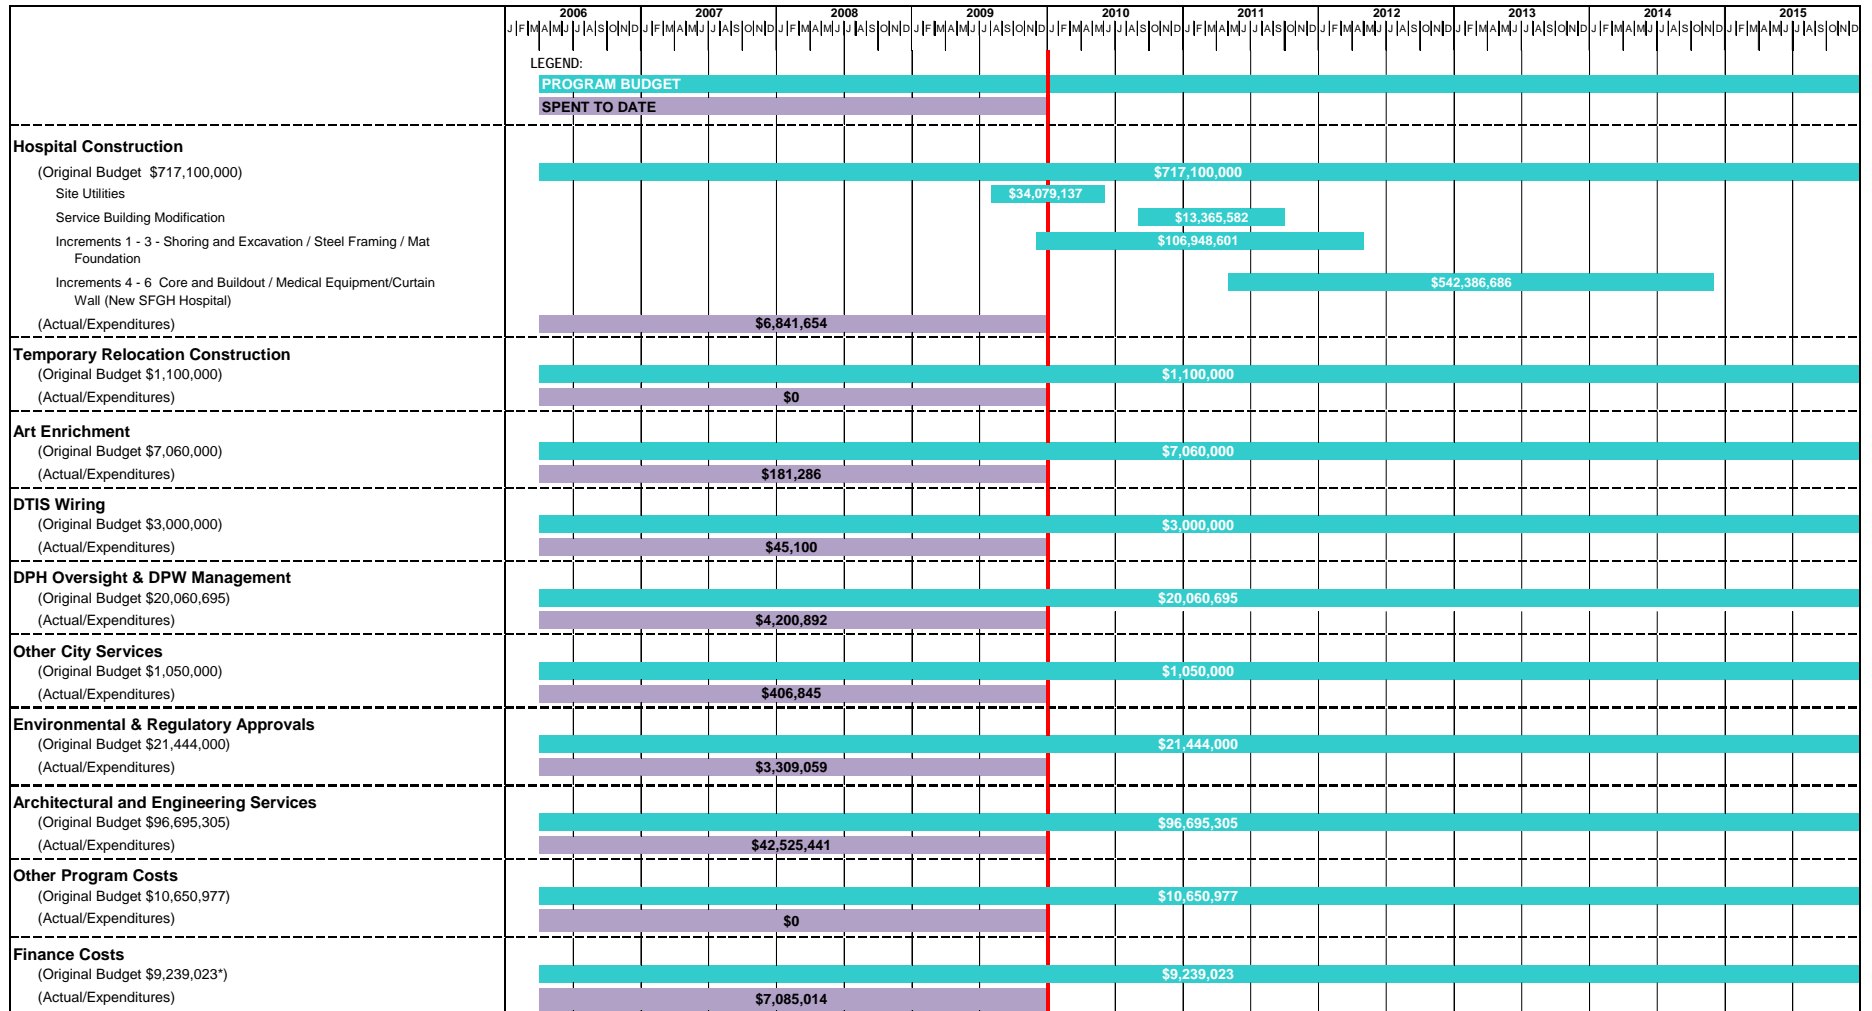 2006 2007 2008 2009 2010 2011 2012 2013 2014 2015
J F M A M J J A S O N D J F M A M J J A S O N D J F M A M J J A S O N D J F M A M J J A S O N D J F M A M J J A S O N D J F M A M J J A S O N D J F M A M J J A S O N D J F M A M J J A S O N D J F M A M J J A S O N D J F M A M J J A S O N D
LEGEND:
PROGRAM BUDGET
SPENT TO DATE
Hospital Construction
(Original Budget $717,100,000) $717,100,000
Site Utilities $34,079,137
Service Building Modification $13,365,582
Increments 1 - 3 - Shoring and Excavation / Steel Framing / Mat $106,948,601
Foundation
Increments 4 - 6 Core and Buildout / Medical Equipment/Curtain $542,386,686
Wall (New SFGH Hospital)
(Actual/Expenditures) $6,841,654
Temporary Relocation Construction
(Original Budget $1,100,000) $1,100,000
(Actual/Expenditures) $0
Art Enrichment
(Original Budget $7,060,000) $7,060,000
(Actual/Expenditures) $181,286
DTIS Wiring
(Original Budget $3,000,000) $3,000,000
(Actual/Expenditures) $45,100
DPH Oversight & DPW Management
(Original Budget $20,060,695) $20,060,695
(Actual/Expenditures) $4,200,892
Other City Services
(Original Budget $1,050,000) $1,050,000
(Actual/Expenditures) $406,845
Environmental & Regulatory Approvals
(Original Budget $21,444,000) $21,444,000
(Actual/Expenditures) $3,309,059
Architectural and Engineering Services
(Original Budget $96,695,305) $96,695,305
(Actual/Expenditures) $42,525,441
Other Program Costs
(Original Budget $10,650,977) $10,650,977
(Actual/Expenditures) $0
Finance Costs
(Original Budget $9,239,023*) $9,239,023
(Actual/Expenditures) $7,085,014